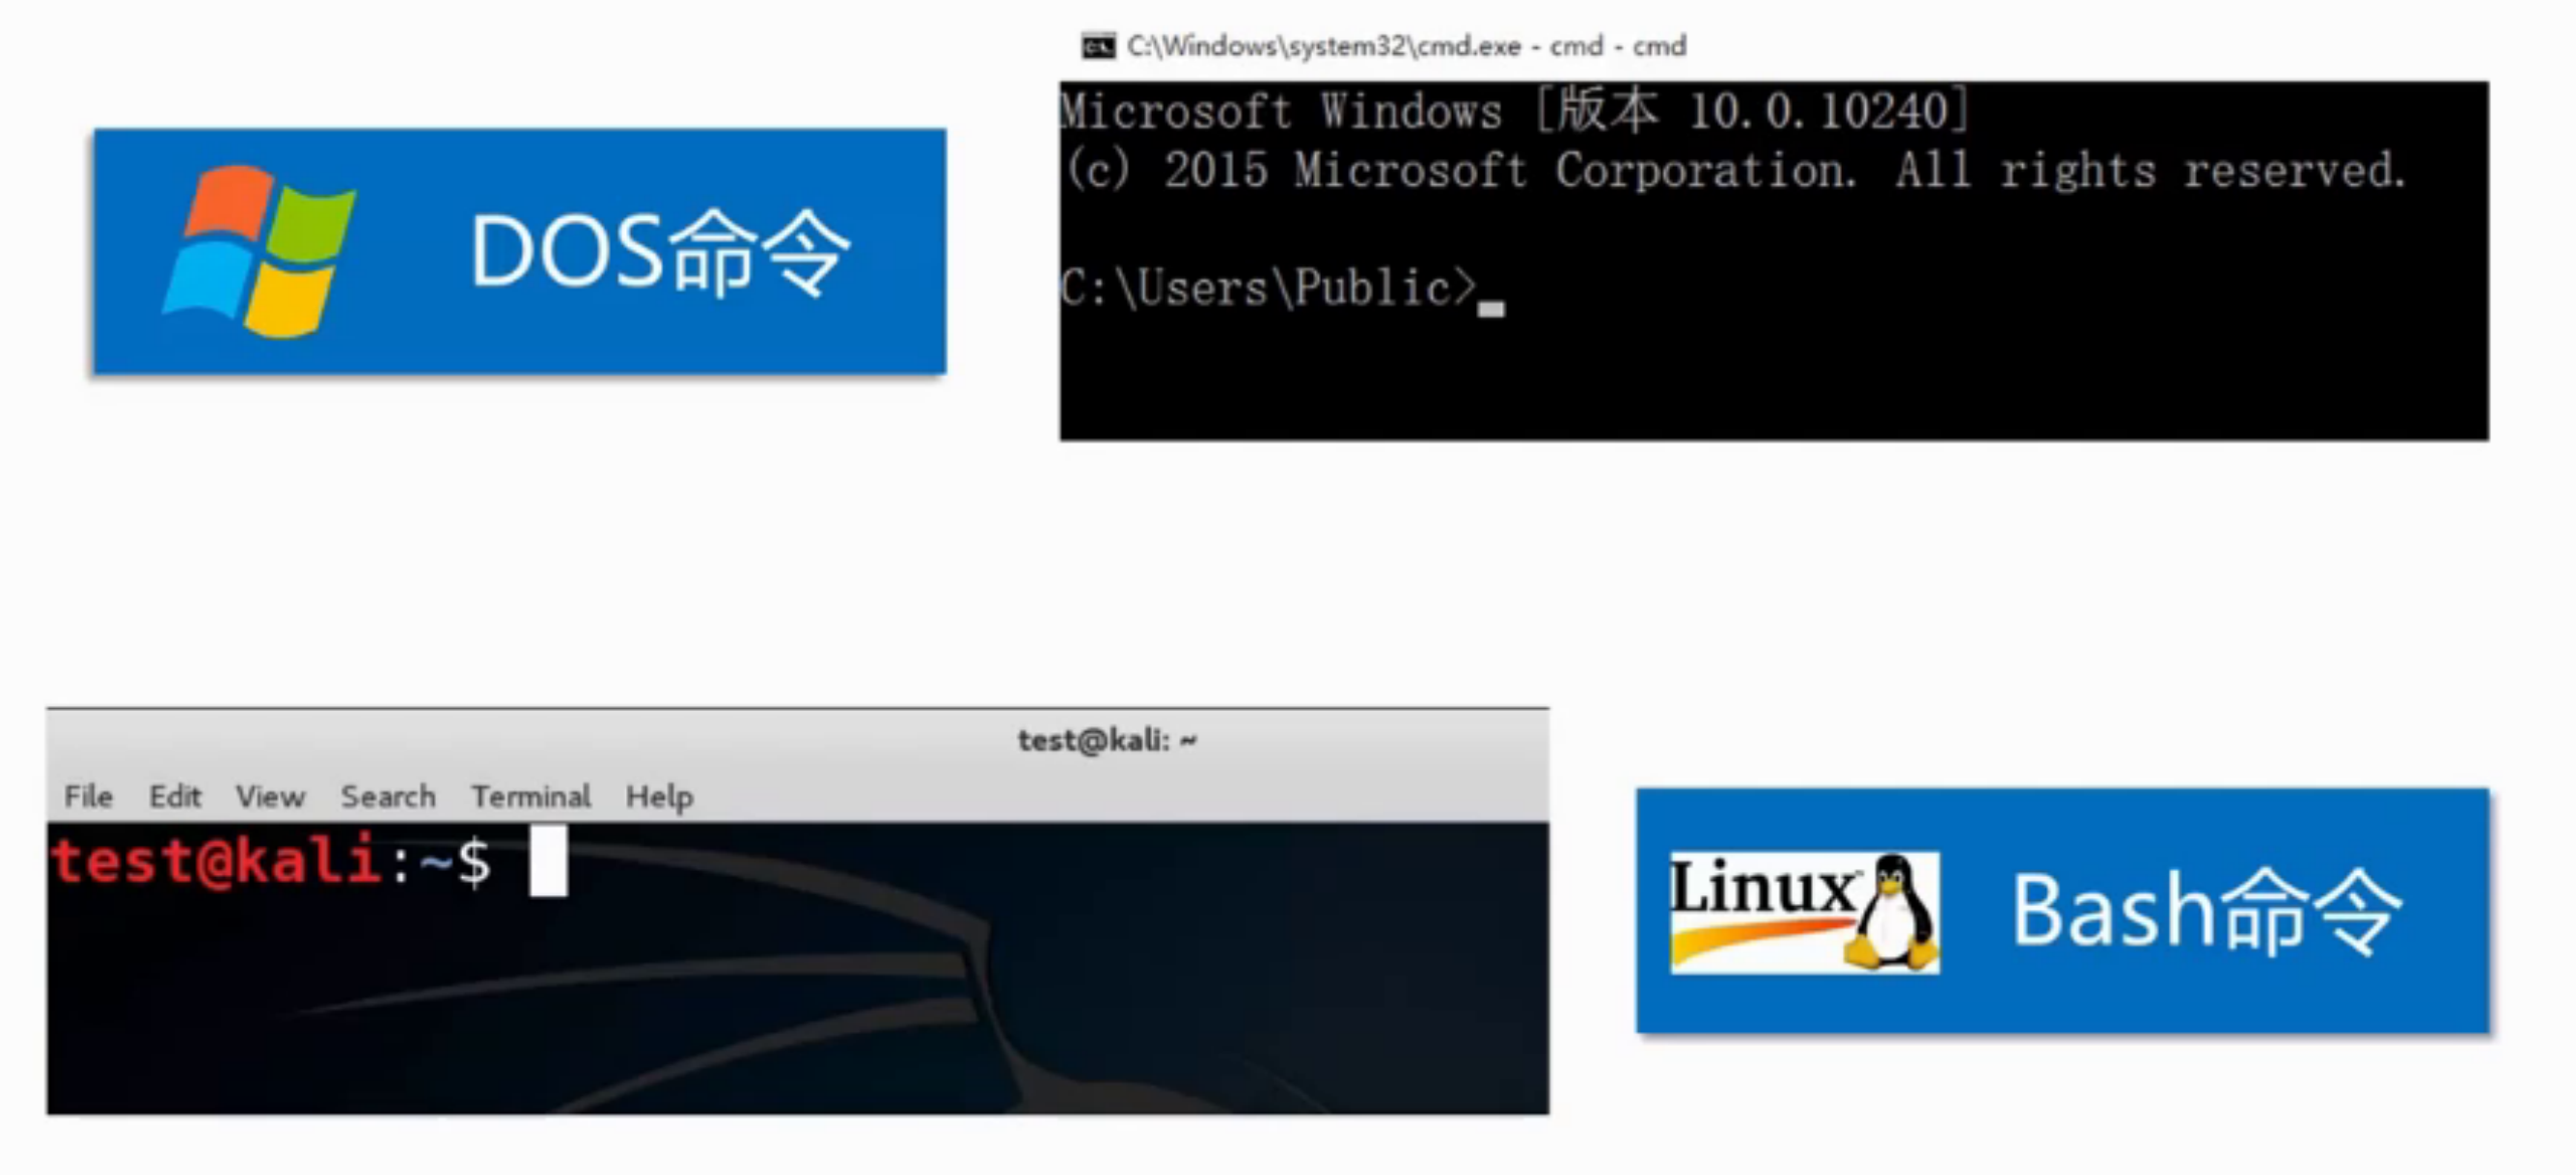 C:\Windows\system32\cmd.exe - cmd - cmd
DOS命令
Microsoft Windows [版本 10.0.10240]
(c) 2015 Microsoft Corporation. All rights reserved.
C:\Users\Public>
test@kali: ~
File Edit View Search Terminal Help
test@kali:~$
Linux™
Bash命令